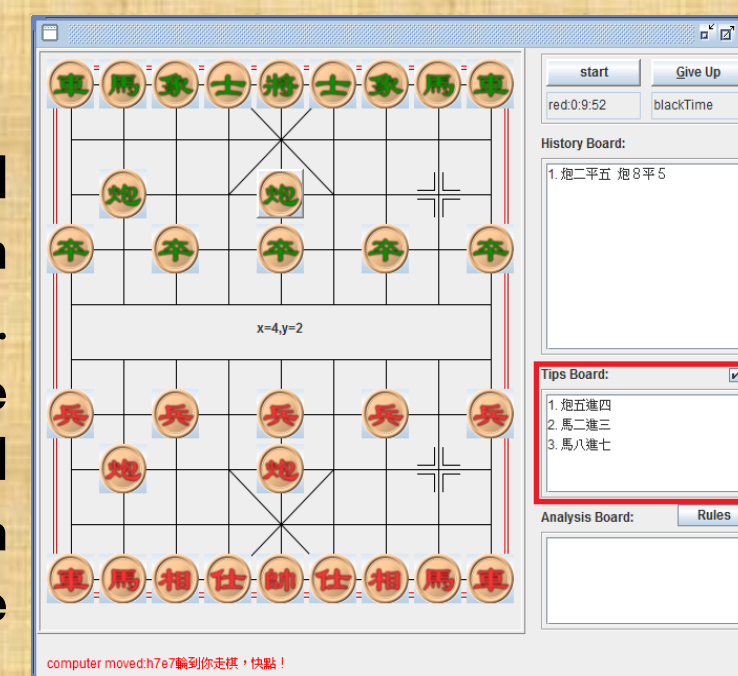 start Give Up
red:0:9:52 blackTime
History Board:
1. 炮二平五 炮8平5
車 馬 象 士 將 士 象 馬 車
炮 炮
卒 卒 卒 卒 卒
x=4,y=2
兵 兵 兵 兵 兵
炮 炮
車 馬 相 仕 帥 仕 相 馬 車
Tips Board:
1. 炮五進四
2. 馬二進三
3. 馬八進七
Analysis Board: Rules
computer moved:h7e7輪到你走棋，快點！